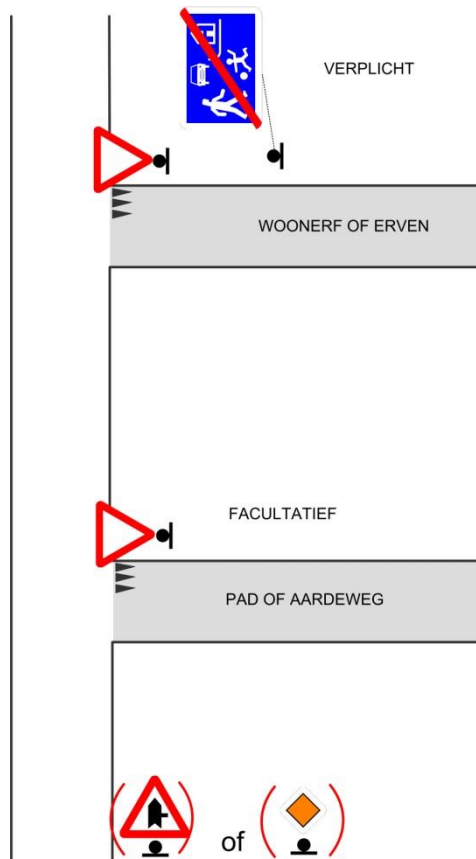 VERPLICHT
WOONERF OF ERVEN
FACULTATIEF
PAD OF AARDEWEG
of